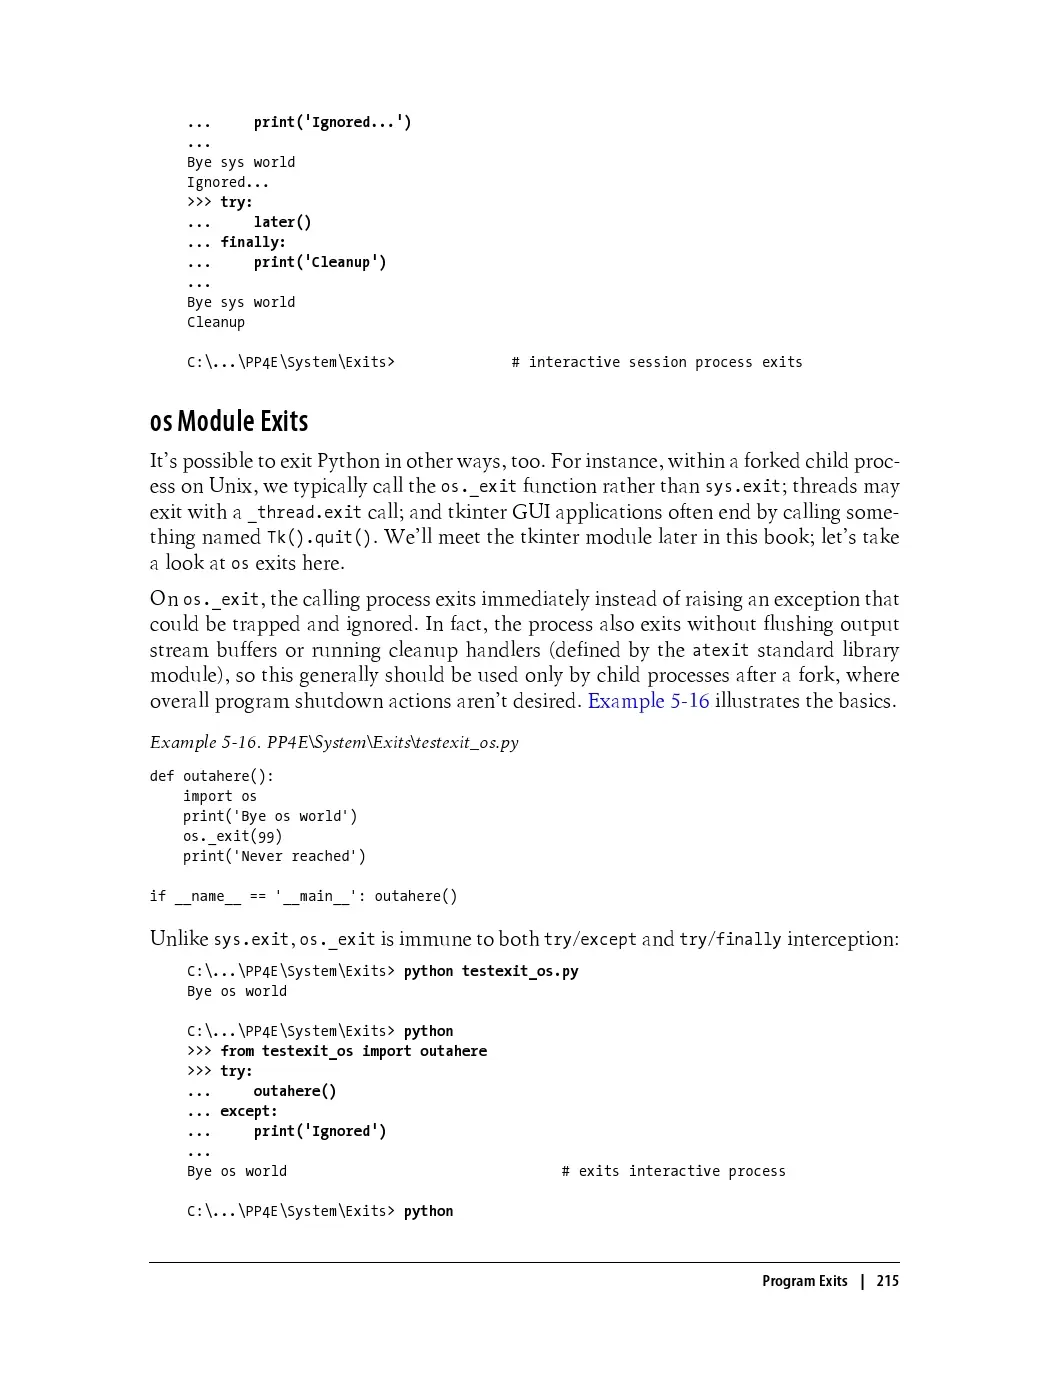 ...     print('Ignored...')
...
Bye sys world
Ignored...
>>> try:
...     later()
... finally:
...     print('Cleanup')
...
Bye sys world
Cleanup
C:\...\PP4E\System\Exits>              # interactive session process exits
os Module Exits
It's possible to exit Python in other ways, too. For instance, within a forked child proc-
ess on Unix, we typically call the os._exit function rather than sys.exit; threads may
exit with a _thread.exit call; and tkinter GUI applications often end by calling some-
thing named Tk().quit(). We'll meet the tkinter module later in this book; let's take
a look at os exits here.
On os._exit, the calling process exits immediately instead of raising an exception that
could be trapped and ignored. In fact, the process also exits without flushing output
stream buffers or running cleanup handlers (defined by the atexit standard library
module), so this generally should be used only by child processes after a fork, where
overall program shutdown actions aren't desired. Example 5-16 illustrates the basics.
Example 5-16. PP4E\System\Exits\testexit_os.py
def outahere():
    import os
    print('Bye os world')
    os._exit(99)
    print('Never reached')
if __name__ == '__main__': outahere()
Unlike sys.exit, os._exit is immune to both try/except and try/finally interception:
C:\...\PP4E\System\Exits> python testexit_os.py
Bye os world
C:\...\PP4E\System\Exits> python
>>> from testexit_os import outahere
>>> try:
...     outahere()
... except:
...     print('Ignored')
...
Bye os world                                 # exits interactive process
C:\...\PP4E\System\Exits> python
Program Exits | 215